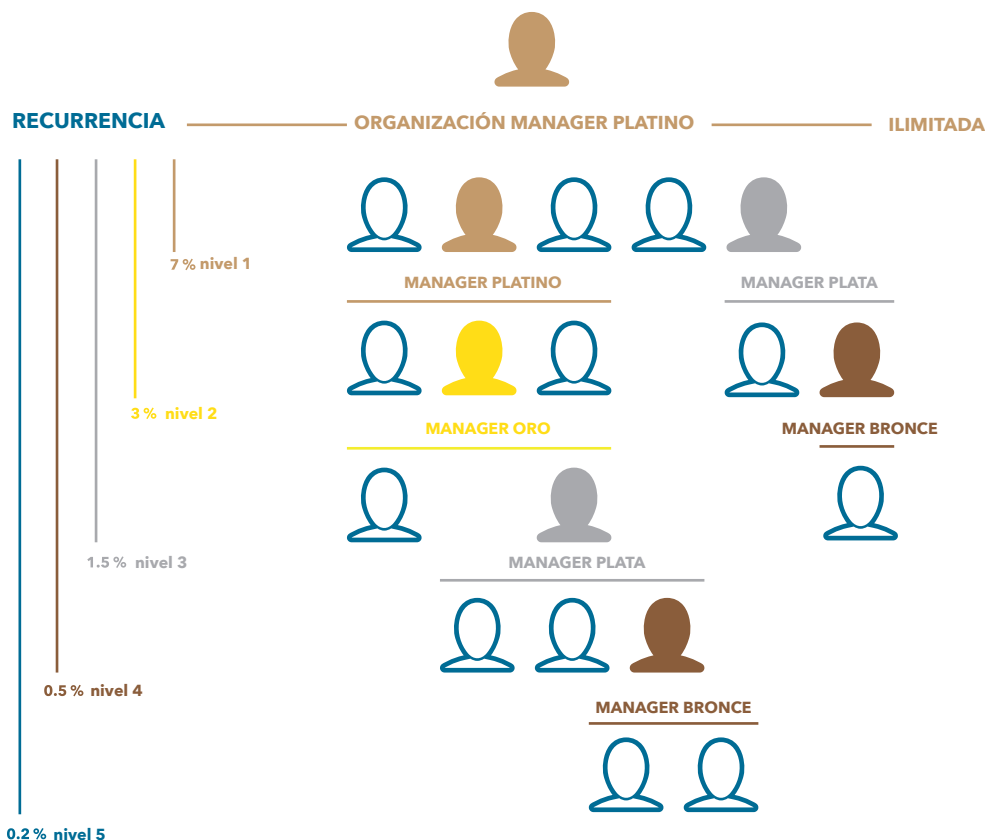 RECURRENCIA
ORGANIZACIÓN MANAGER PLATINO
ILIMITADA
7 % nivel 1
MANAGER PLATINO
MANAGER PLATA
3 % nivel 2
MANAGER ORO
MANAGER BRONCE
1.5 % nivel 3
MANAGER PLATA
0.5 % nivel 4
MANAGER BRONCE
0.2 % nivel 5